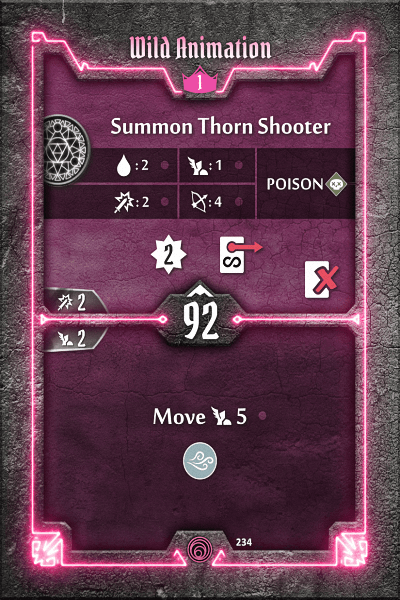 Wild Animation
1
Summon Thorn Shooter
: 2 : 1
POISON
: 2 : 4
2 S
2
92
2
Move 5
234